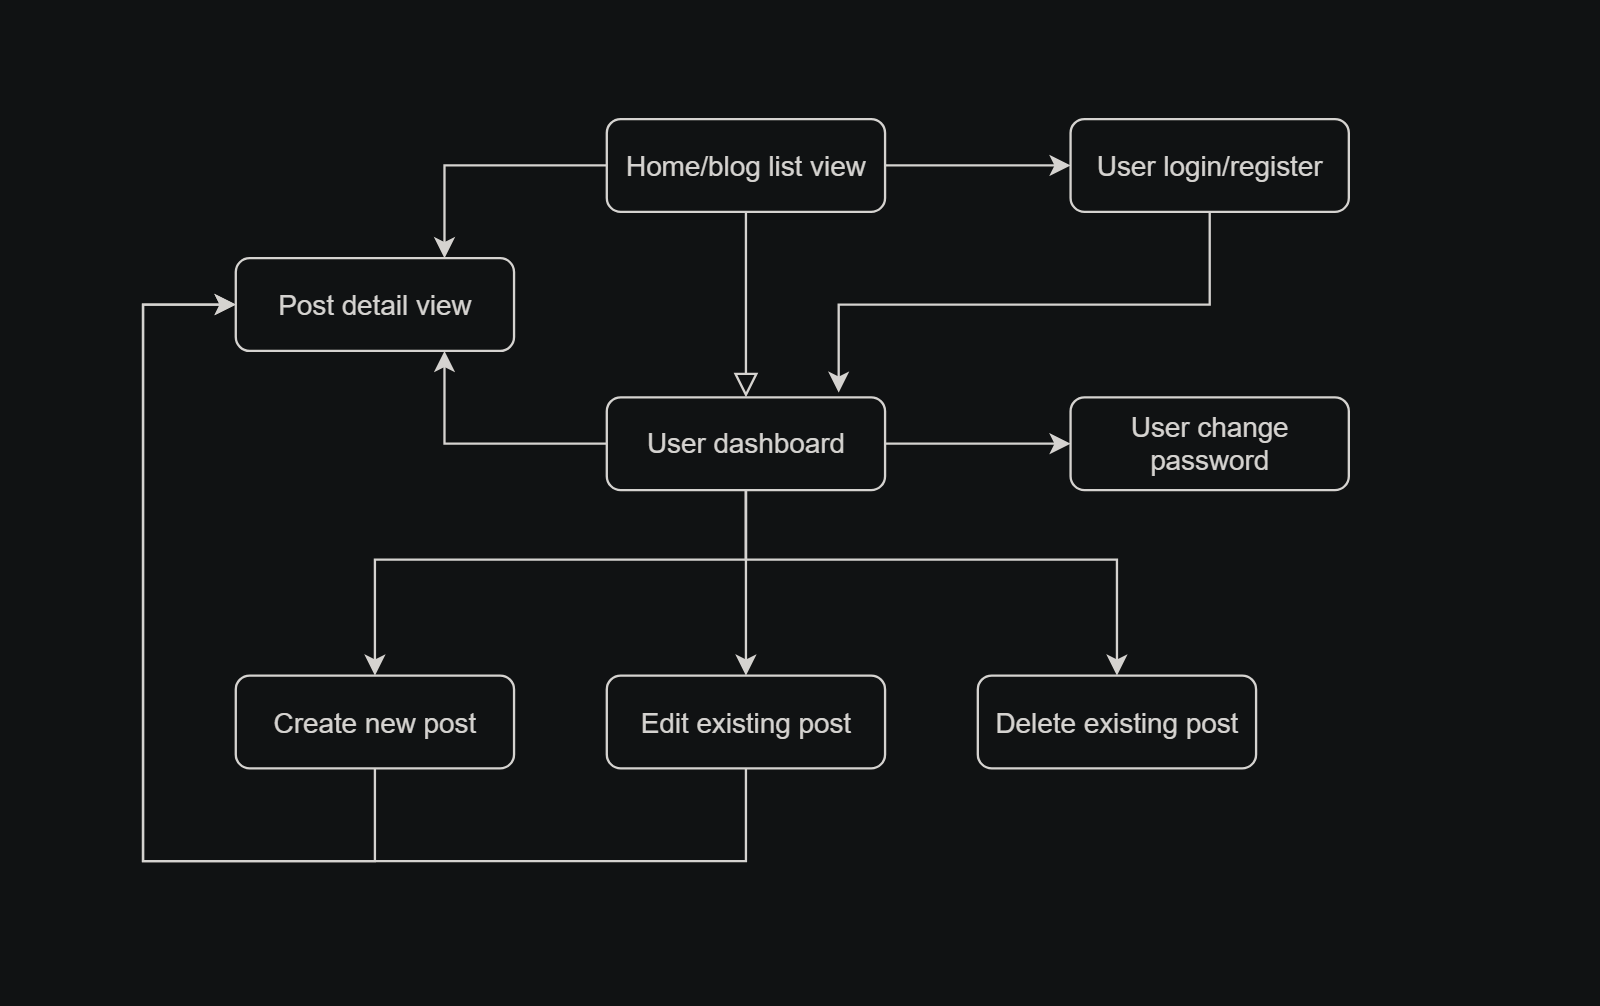 Home/blog list view
User login/register
Post detail view
User dashboard
User change
password
Create new post
Edit existing post
Delete existing post